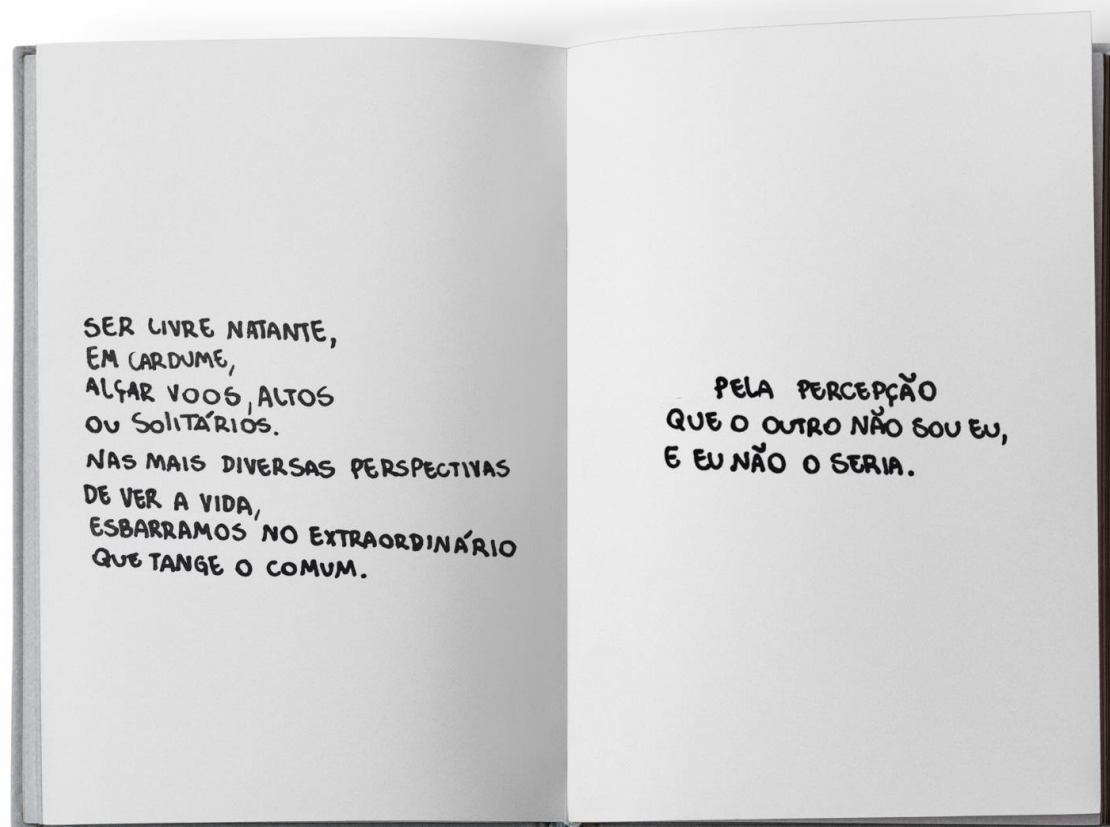 SER LIVRE NATANTE,
EM CARDUME,
ALÇAR VOOS, ALTOS
OU SOLITÁRIOS.
NAS MAIS DIVERSAS PERSPECTIVAS
DE VER A VIDA,
ESBARRAMOS NO EXTRAORDINÁRIO
QUE TANGE O COMUM.
PELA PERCEPÇÃO
QUE O OUTRO NÃO SOU EU,
E EU NÃO O SERIA.